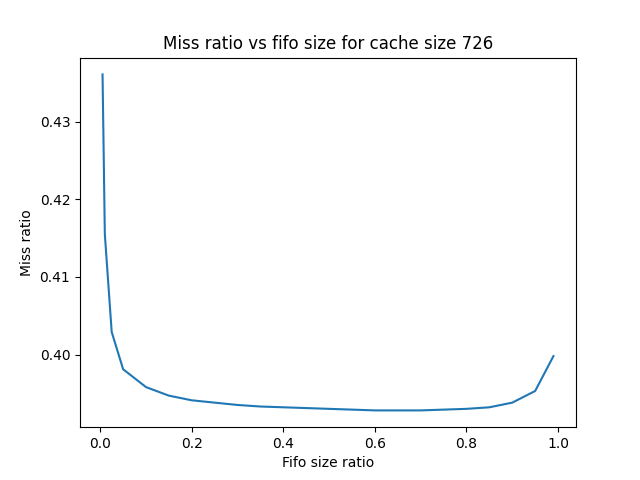 Miss ratio vs fifo size for cache size 726
0.43
0.42
0.41
0.40
Miss ratio
0.0 0.2 0.4 0.6 0.8 1.0
Fifo size ratio